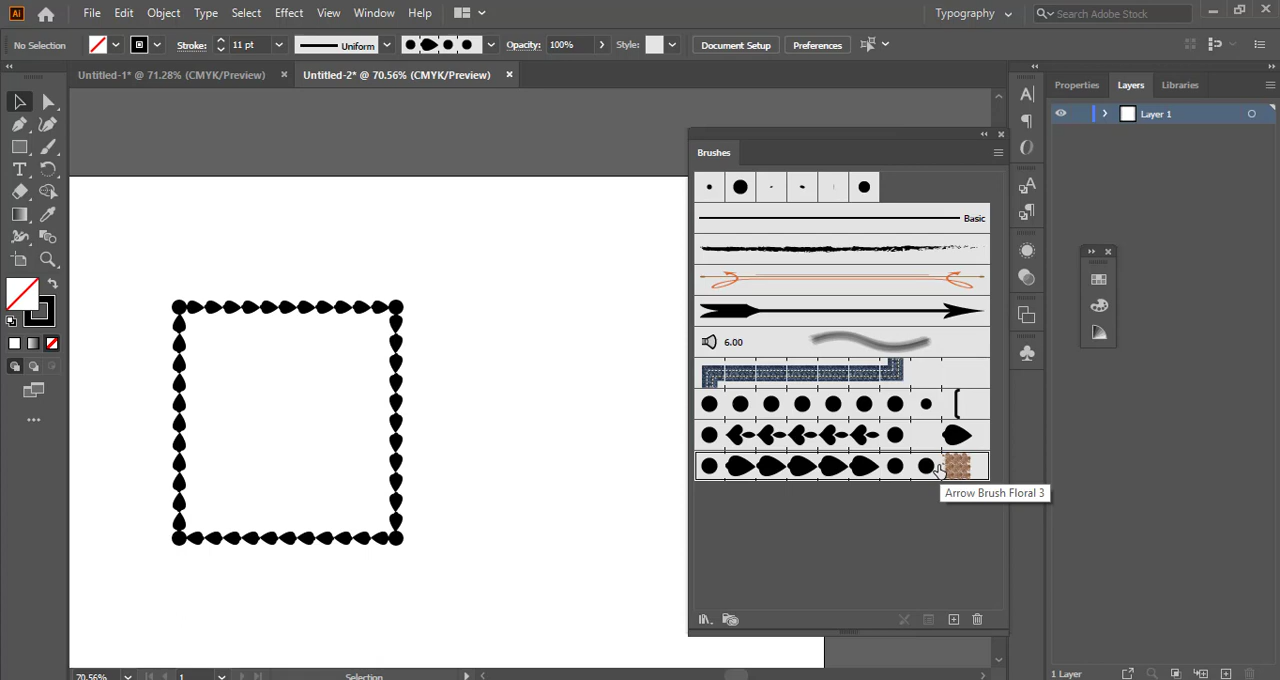 Ai File Edit Object Type Select Effect View Window Help Typography Search Adobe Stock
No Selection Stroke: 11 pt Uniform Opacity: 100% Style: Document Setup Preferences
Untitled-1* @ 71.28% (CMYK/Preview) Untitled-2* @ 70.56% (CMYK/Preview)
Properties Layers Libraries
Layer 1
Brushes
Basic
6.00
Arrow Brush Floral 3
70.56% 1 Selection 1 Layer